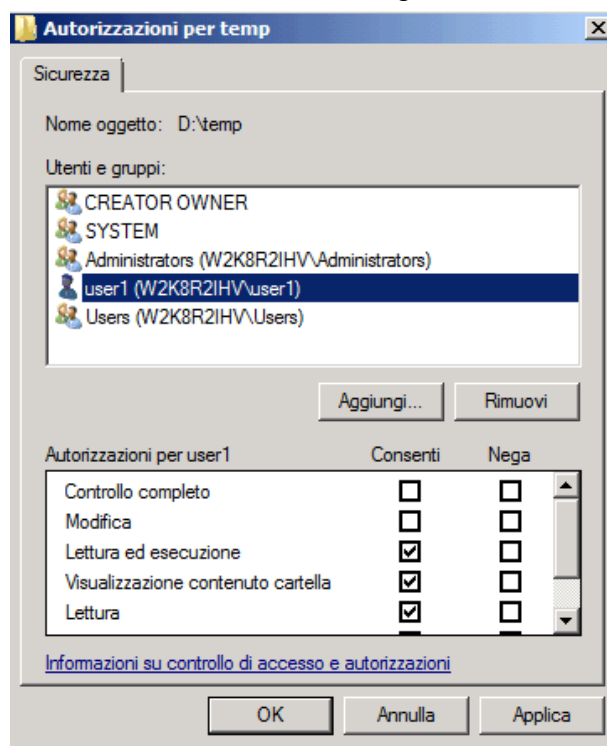 Autorizzazioni per temp
Sicurezza
Nome oggetto: D:\temp
Utenti e gruppi:
CREATOR OWNER
SYSTEM
Administrators (W2K8R2IHV\Administrators)
user1 (W2K8R2IHV\user1)
Users (W2K8R2IHV\Users)
Aggiungi... Rimuovi
Autorizzazioni per user1 Consenti Nega
Controllo completo
Modifica
Lettura ed esecuzione
Visualizzazione contenuto cartella
Lettura
Informazioni su controllo di accesso e autorizzazioni
OK Annulla Applica